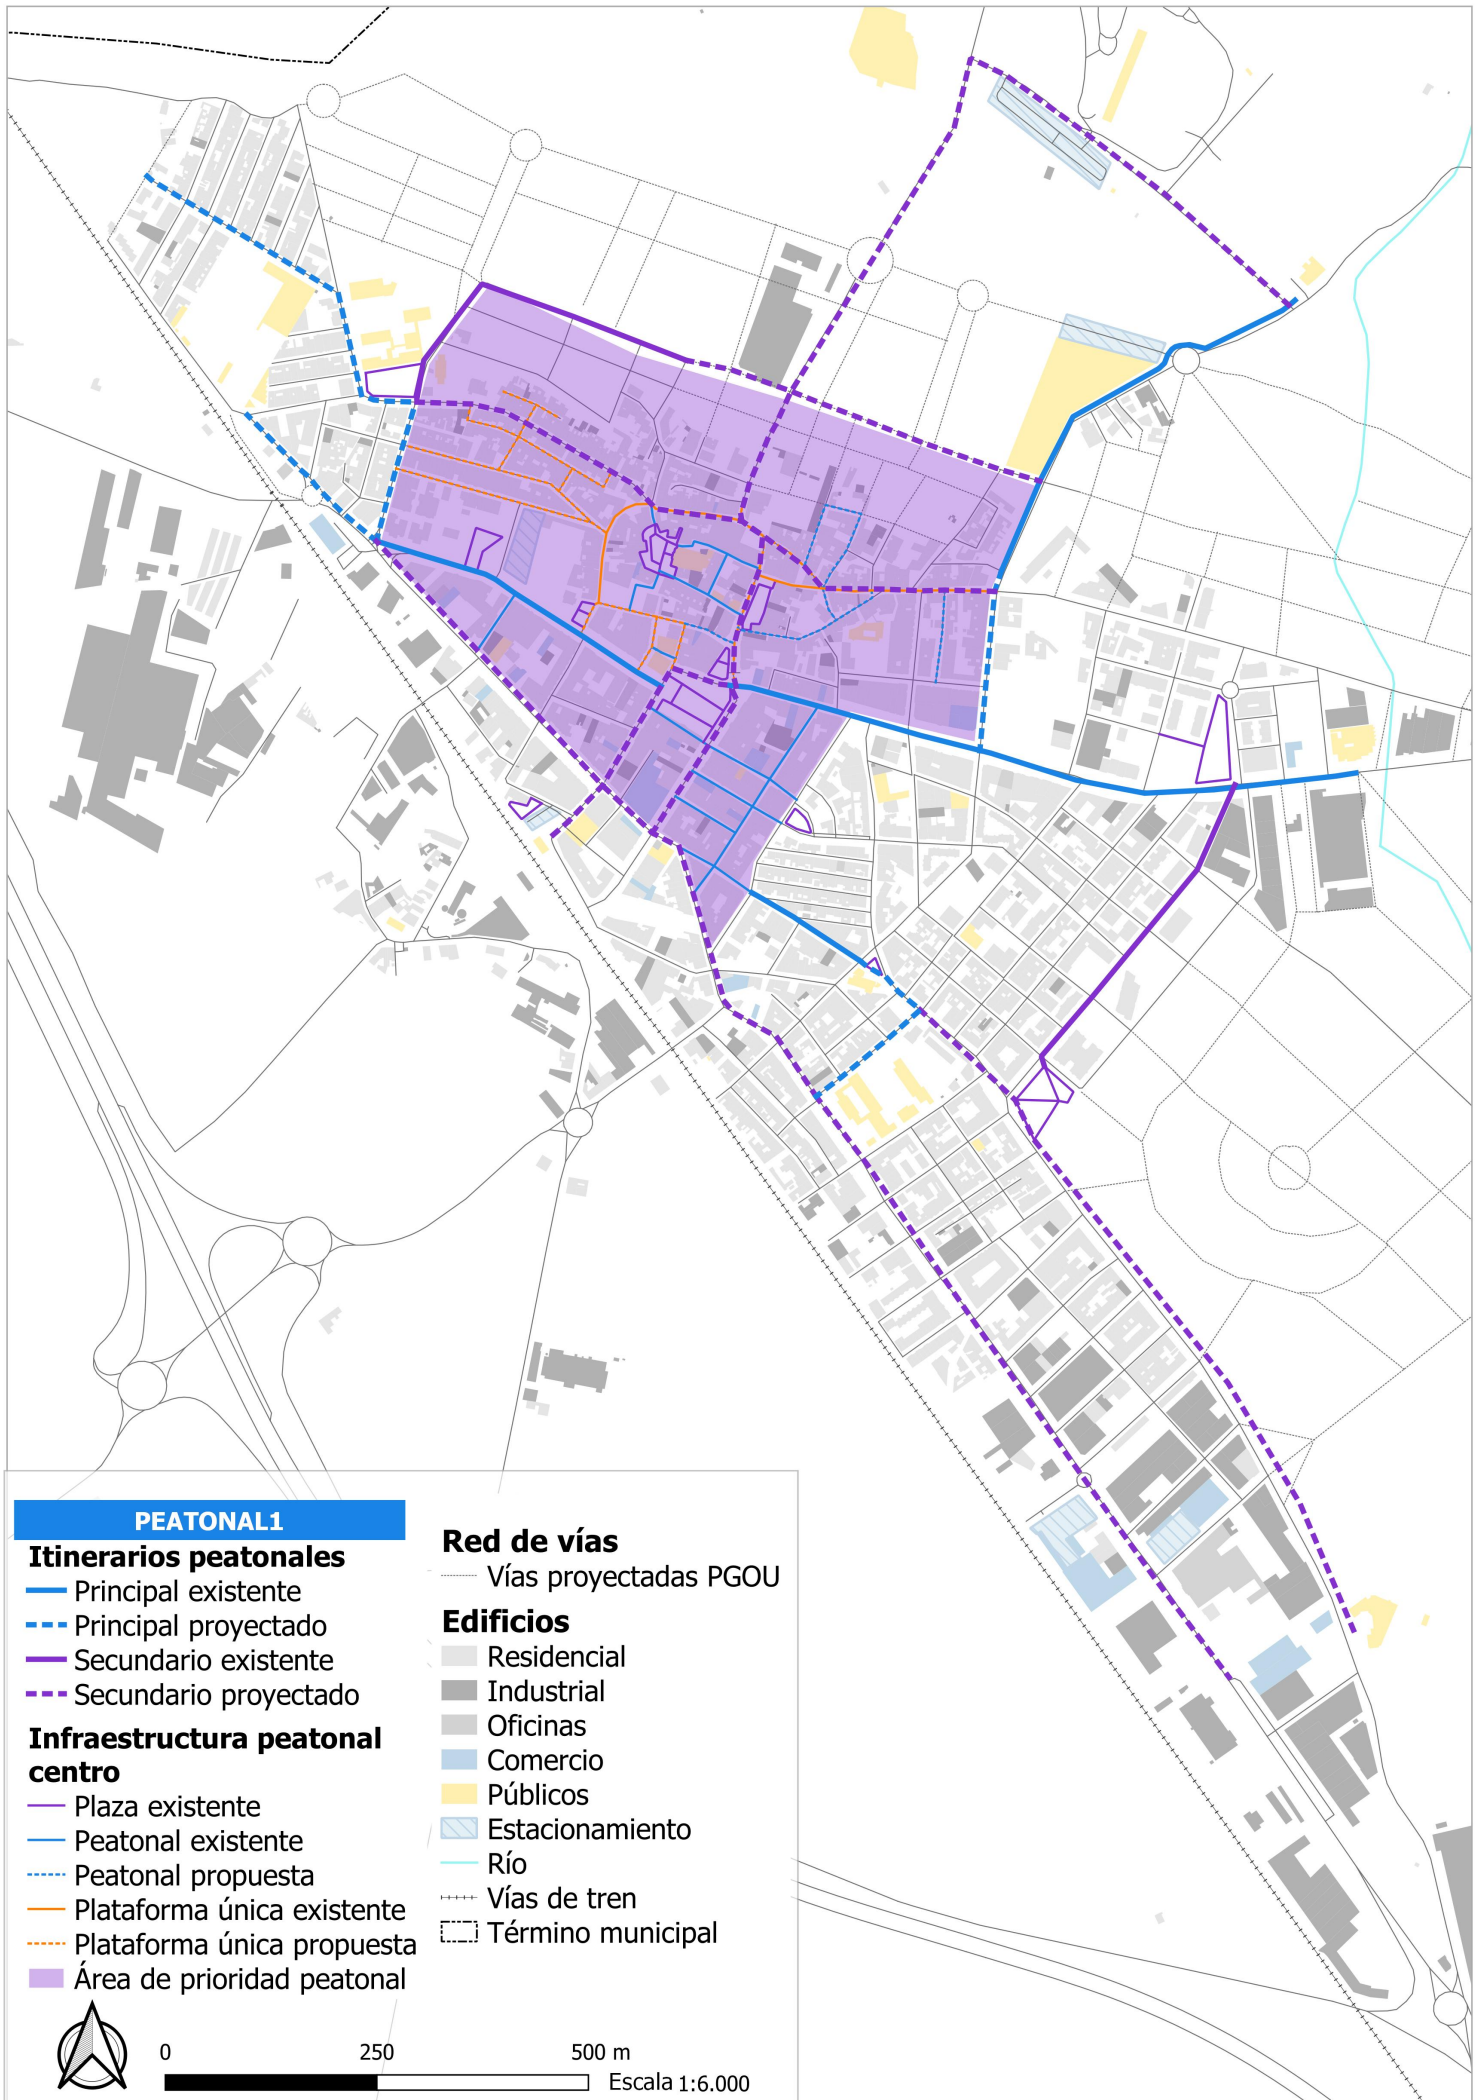 PEATONAL1
Itinerarios peatonales
Principal existente
Principal proyectado
Secundario existente
Secundario proyectado
Infraestructura peatonal
centro
Plaza existente
Peatonal existente
Peatonal propuesta
Plataforma única existente
Plataforma única propuesta
Área de prioridad peatonal
Red de vías
Vías proyectadas PGOU
Edificios
Residencial
Industrial
Oficinas
Comercio
Públicos
Estacionamiento
Río
Vías de tren
Término municipal
0 250 500 m
Escala 1:6.000